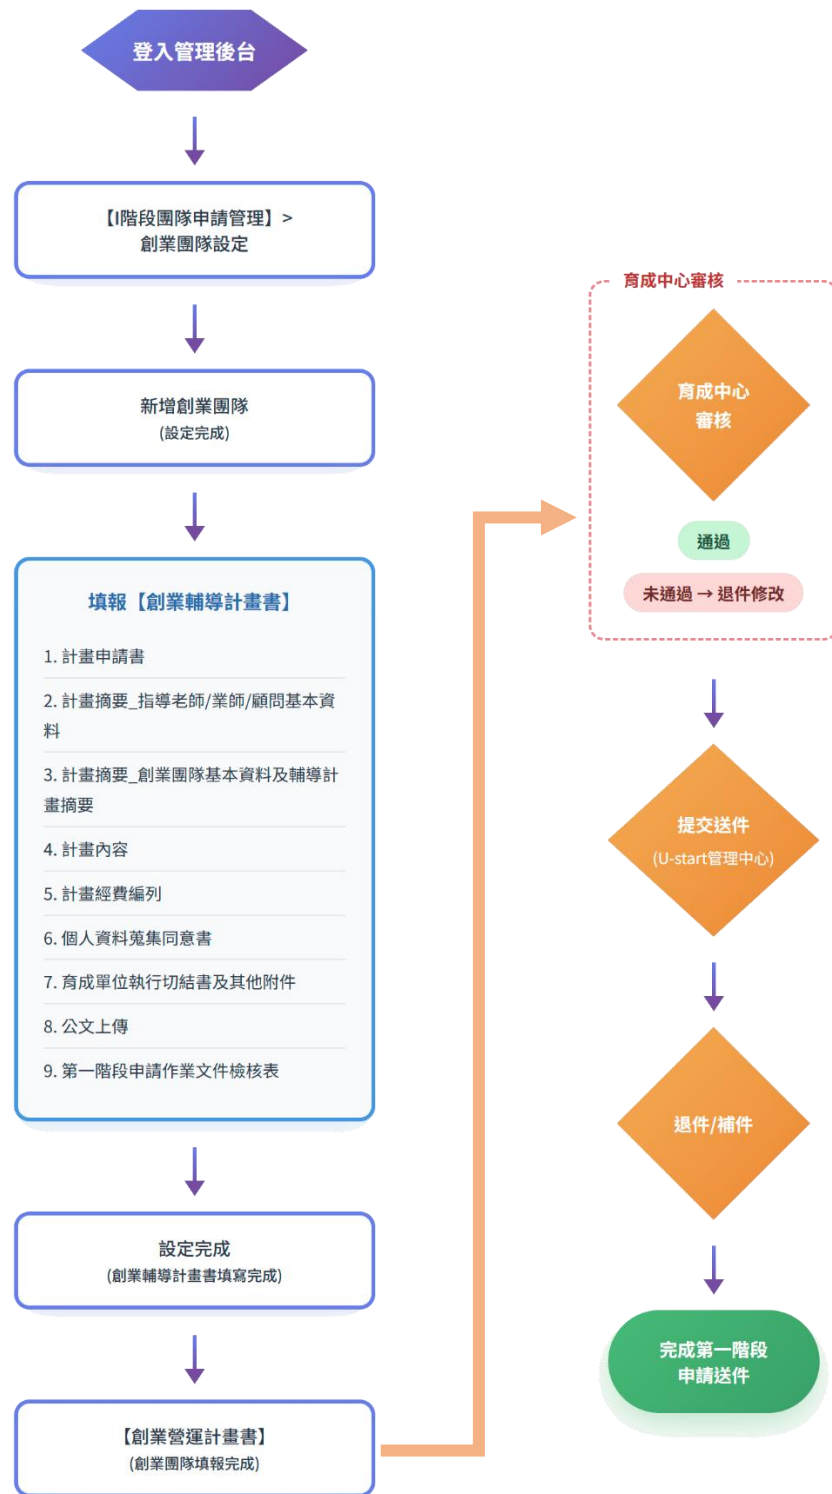 登入管理後台
【I階段團隊申請管理】>
創業團隊設定
新增創業團隊
(設定完成)
填報【創業輔導計畫書】
1. 計畫申請書
2. 計畫摘要_指導老師/業師/顧問基本資
料
3. 計畫摘要_創業團隊基本資料及輔導計
畫摘要
4. 計畫內容
5. 計畫經費編列
6. 個人資料蒐集同意書
7. 育成單位執行切結書及其他附件
8. 公文上傳
9. 第一階段申請作業文件檢核表
設定完成
(創業輔導計畫書填寫完成)
【創業營運計畫書】
(創業團隊填報完成)
育成中心審核
育成中心
審核
通過
未通過 → 退件修改
提交送件
(U-start管理中心)
退件/補件
完成第一階段
申請送件